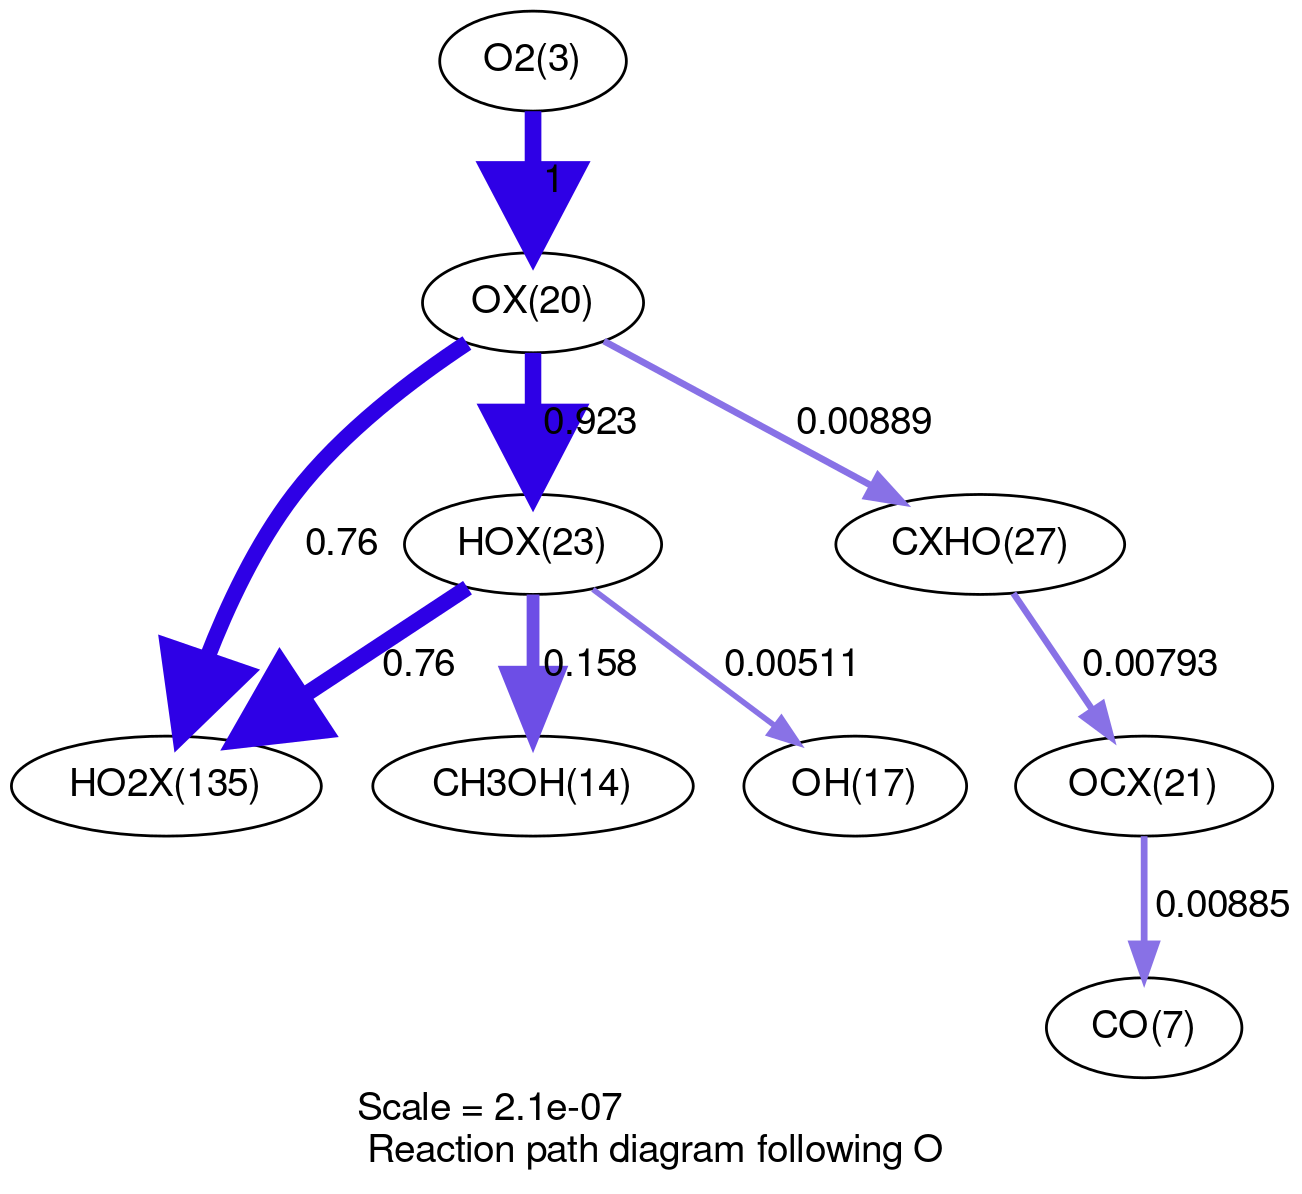 O2(3)
1
OX(20)
0.923
0.00889
0.76
HOX(23)
CXHO(27)
0.76
0.158
0.00511
0.00793
HO2X(135)
CH3OH(14)
OH(17)
OCX(21)
0.00885
CO(7)
Scale = 2.1e-07
Reaction path diagram following O